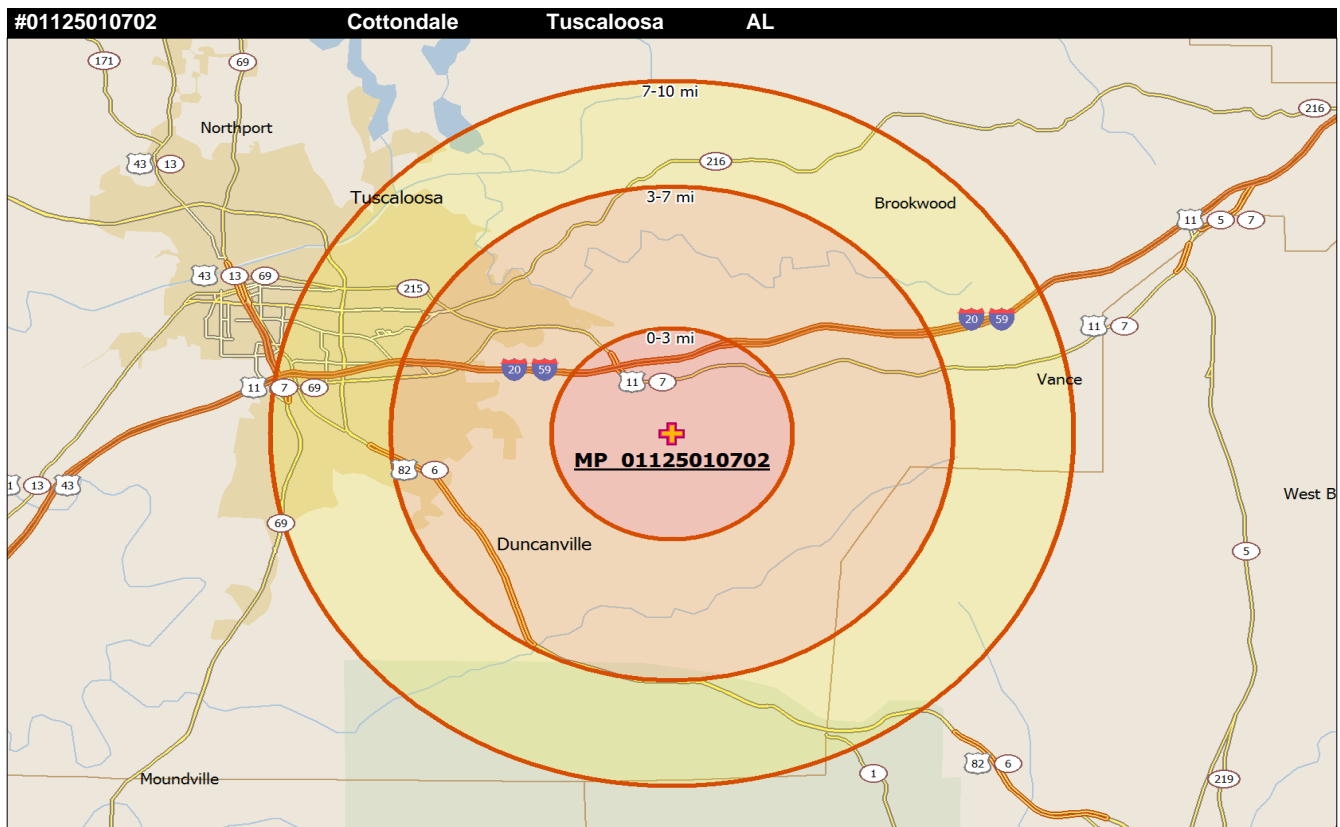 #01125010702 Cottondale Tuscaloosa AL
171
69
7-10 mi
216
Northport
43 13
216
Tuscaloosa
3-7 mi
Brookwood
11 5 7
43 13 69
215
20 59
0-3 mi
11 7
20 59
11 7
Vance
11 7 69
MP 01125010702
82 6
13 43
West B
69
Duncanville
5
82 6
1
Moundville
219